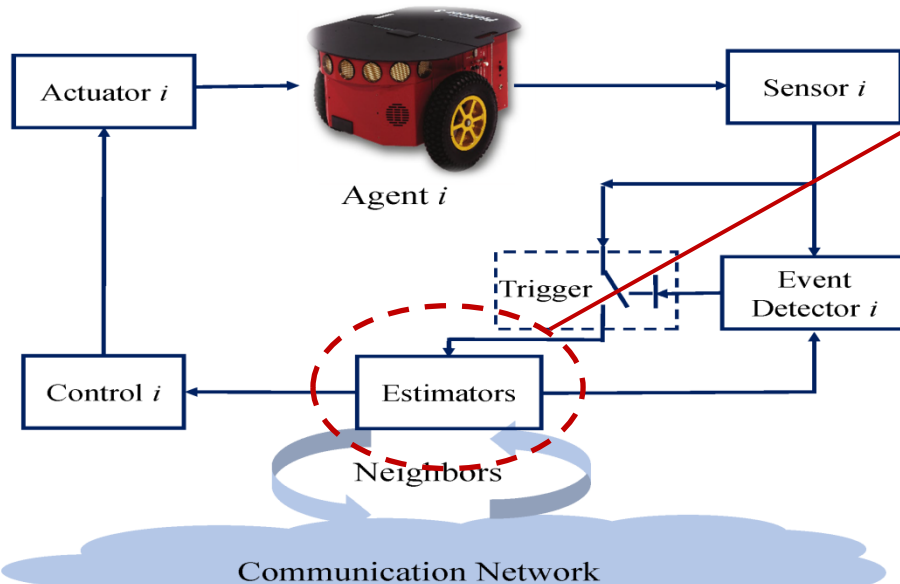 Actuator i
Sensor i
Agent i
Trigger
Event
Detector i
Control i
Estimators
Neighbors
Communication Network